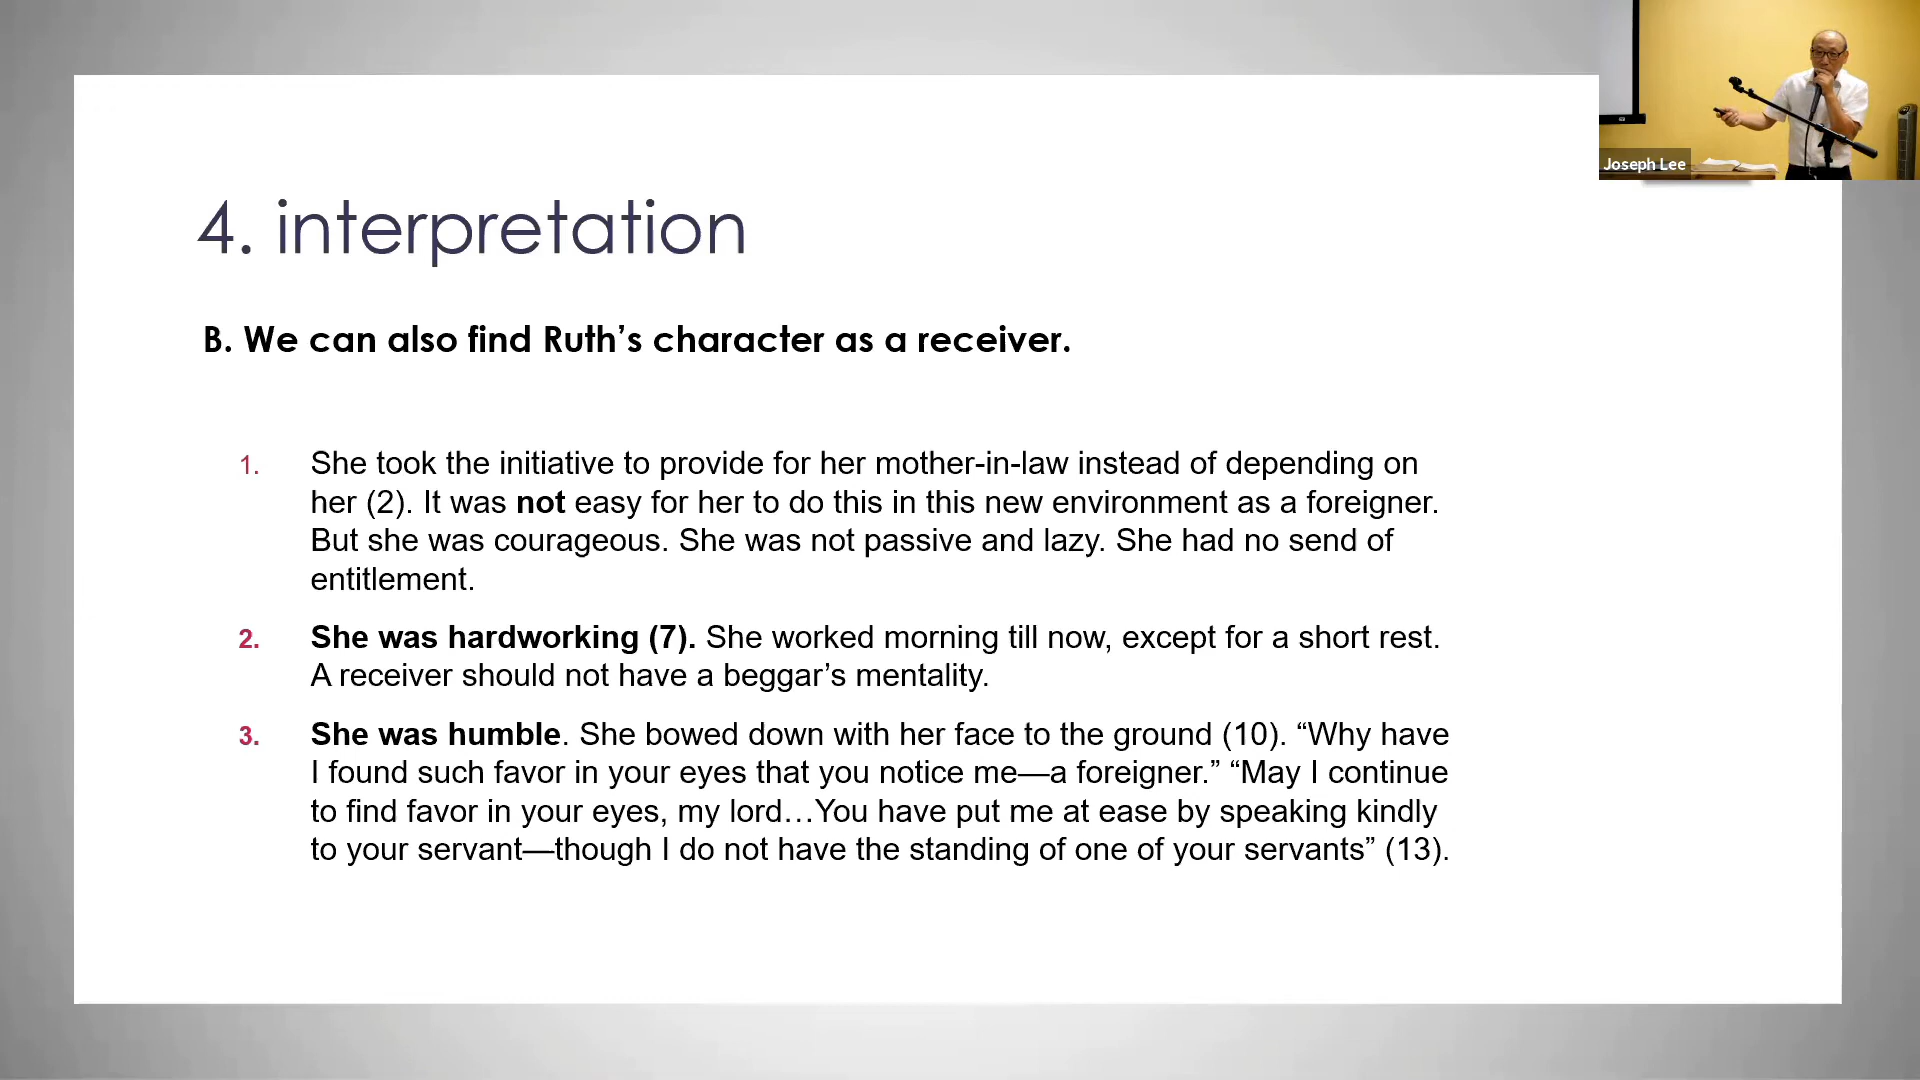 Joseph Lee
4. interpretation
B. We can also find Ruth’s character as a receiver.
1. She took the initiative to provide for her mother-in-law instead of depending on
her (2). It was not easy for her to do this in this new environment as a foreigner.
But she was courageous. She was not passive and lazy. She had no send of
entitlement.
2. She was hardworking (7). She worked morning till now, except for a short rest.
A receiver should not have a beggar’s mentality.
3. She was humble. She bowed down with her face to the ground (10). “Why have
I found such favor in your eyes that you notice me—a foreigner.” “May I continue
to find favor in your eyes, my lord…You have put me at ease by speaking kindly
to your servant—though I do not have the standing of one of your servants” (13).